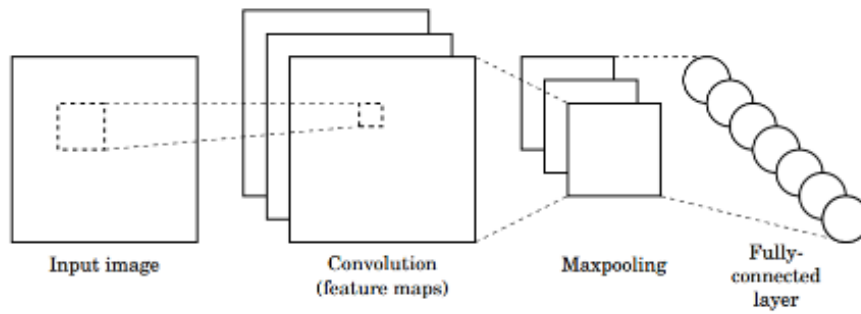 Input image
Convolution
(feature maps)
Maxpooling
Fully-
connected
layer